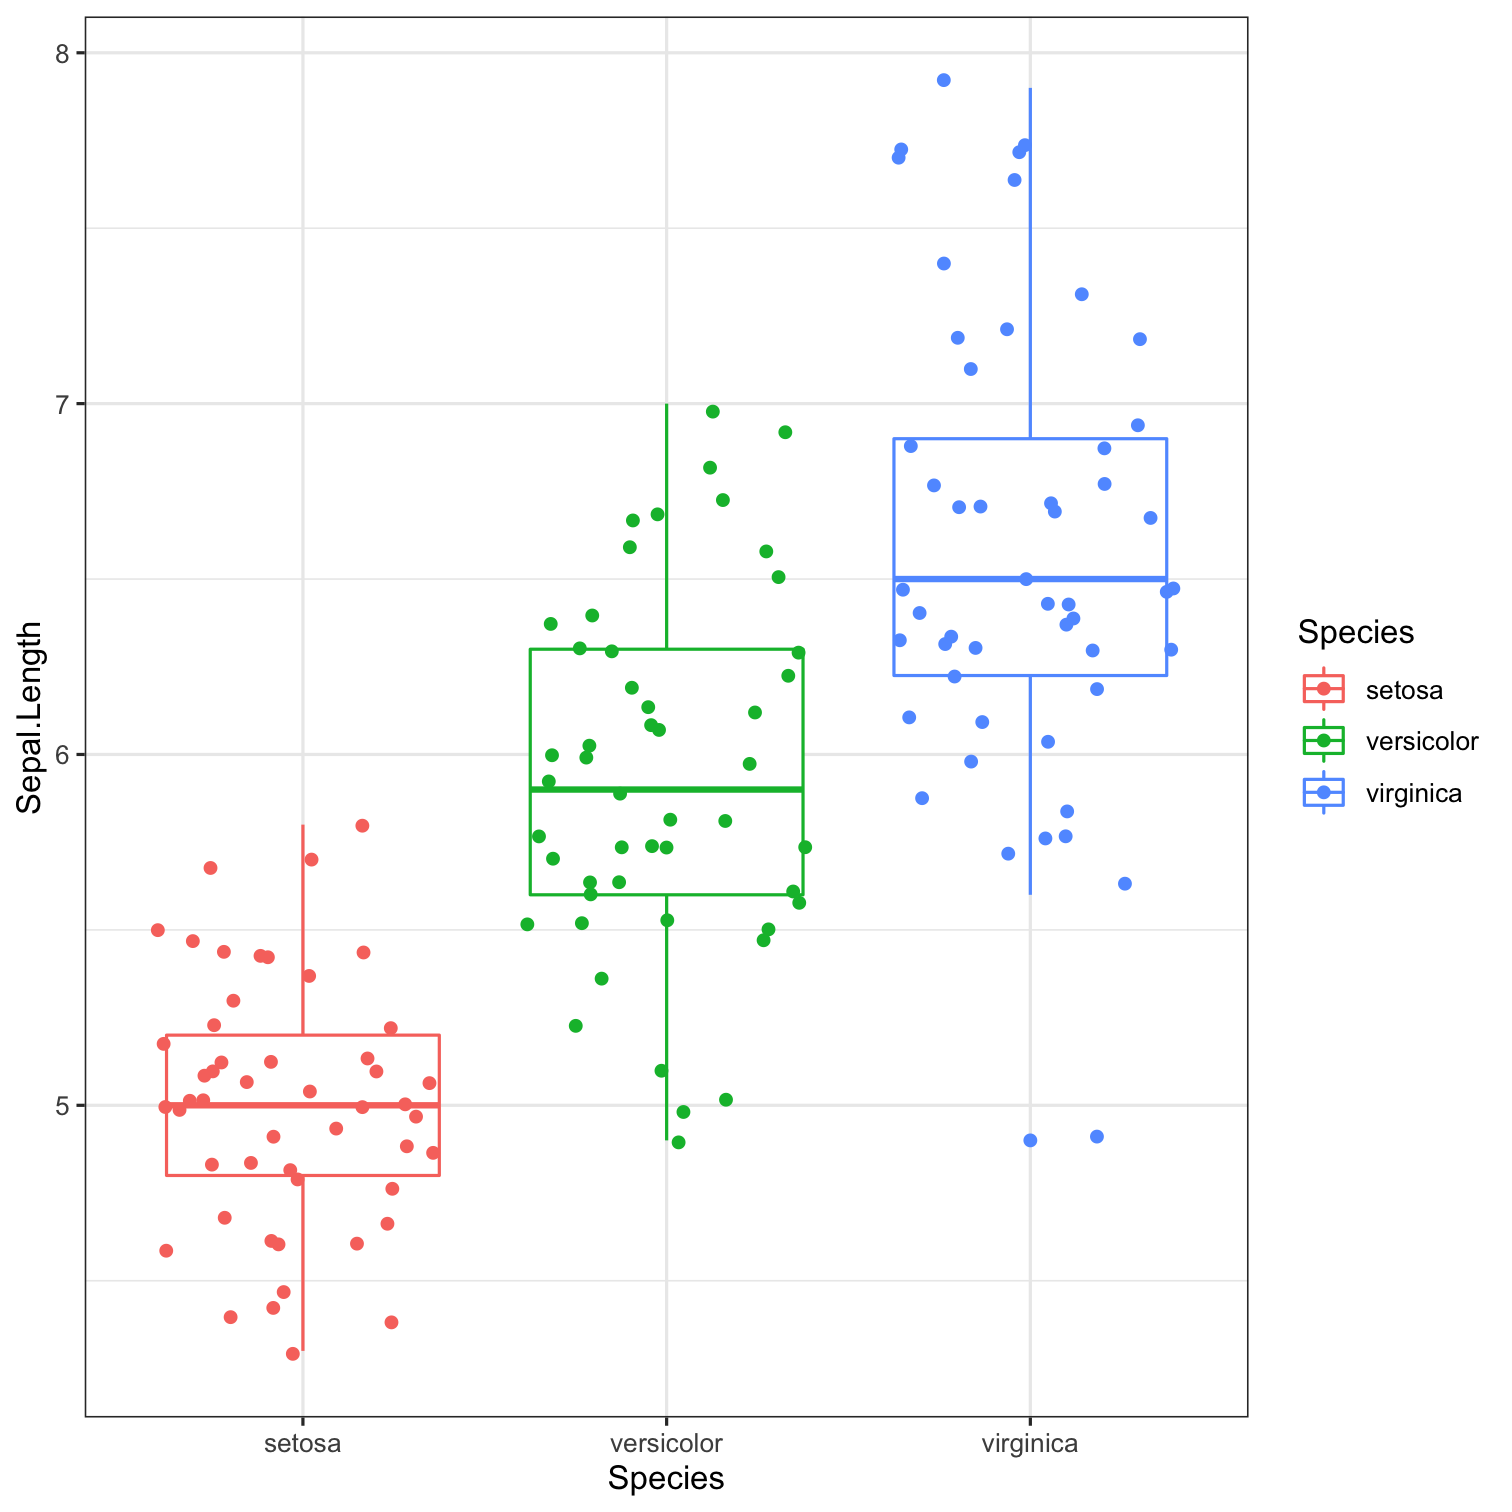 8
7
6
5
Sepal.Length
setosa
versicolor
virginica
Species
Species
setosa
versicolor
virginica